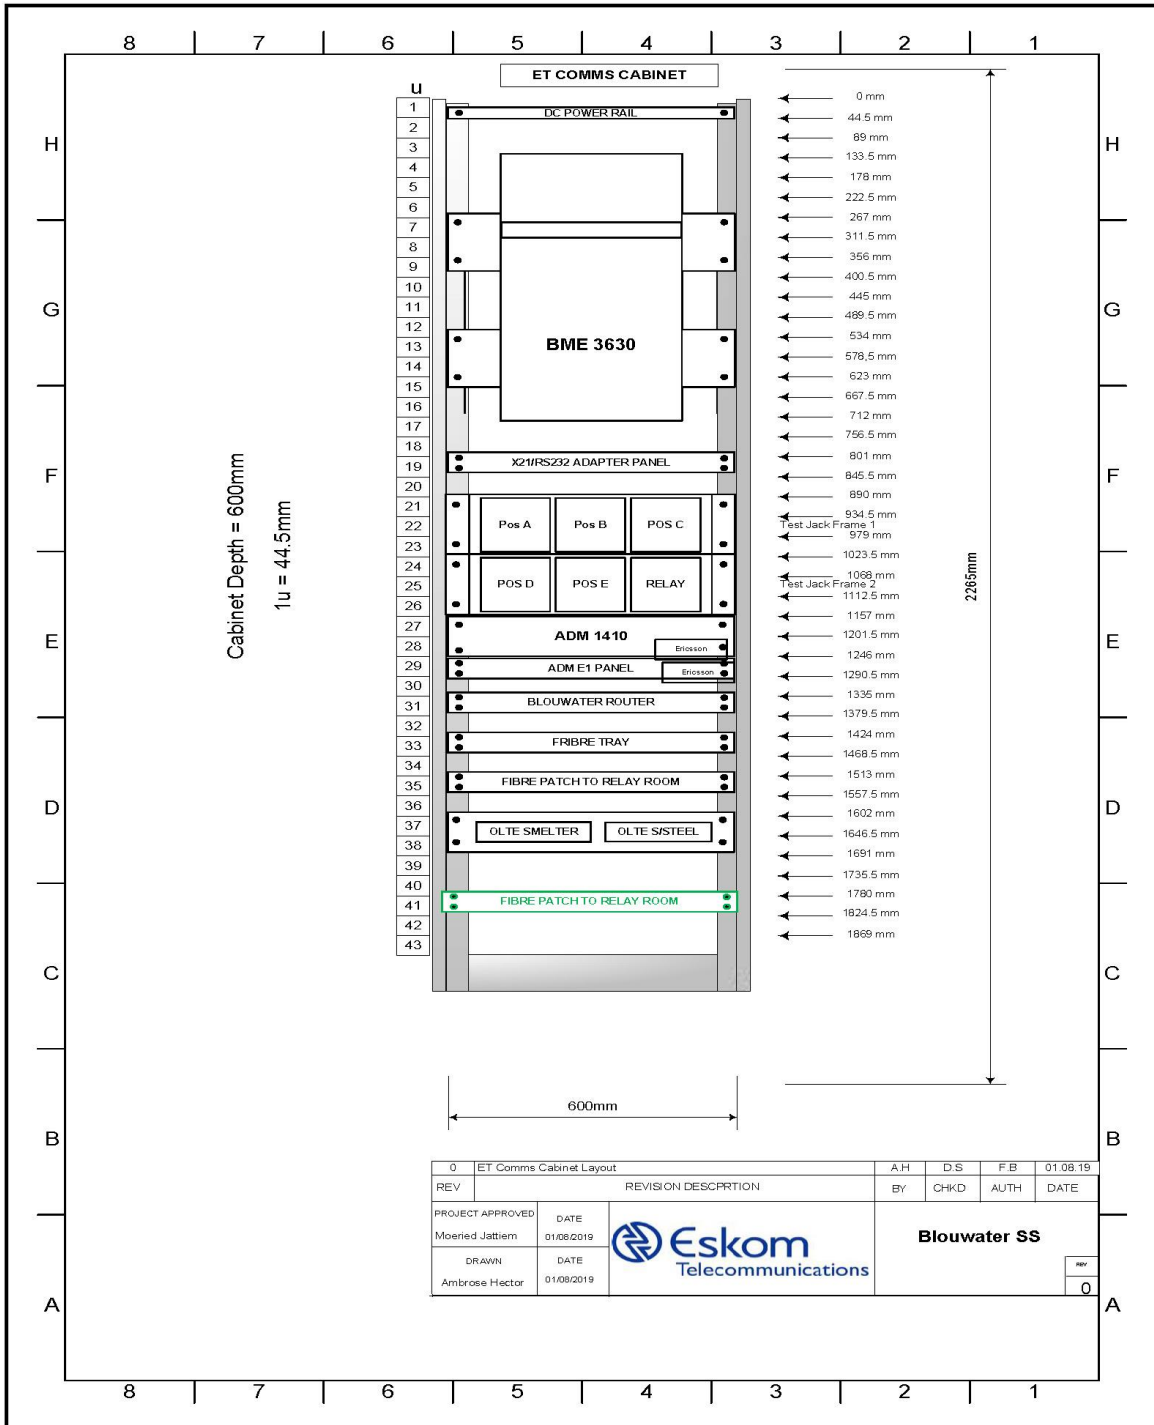 8 7 6 5 4 3 2 1
ET COMMS CABINET
u
1
2
3
4
5
6
7
8
9
10
11
12
13
14
15
16
17
18
19
20
21
22
23
24
25
26
27
28
29
30
31
32
33
34
35
36
37
38
39
40
41
42
43
H
G
F
E
D
C
B
A
Cabinet Depth = 600mm
1u = 44.5mm
DC POWER RAIL
BME 3630
X21/RS232 ADAPTER PANEL
Pos A Pos B POS C
POS D POS E RELAY
ADM 1410
Ericsson
ADM E1 PANEL
Ericsson
BLOUWATER ROUTER
FRIBRE TRAY
FIBRE PATCH TO RELAY ROOM
OLTE SMELTER OLTE S/STEEL
FIBRE PATCH TO RELAY ROOM
0 mm
44.5 mm
89 mm
133.5 mm
178 mm
222.5 mm
267 mm
311.5 mm
356 mm
400.5 mm
445 mm
489.5 mm
534 mm
578,5 mm
623 mm
667.5 mm
712 mm
756.5 mm
801 mm
845.5 mm
890 mm
934.5 mm
Test Jack Frame 1
979 mm
1023.5 mm
1068 mm
Test Jack Frame 2
1112.5 mm
1157 mm
1201.5 mm
1246 mm
1290.5 mm
1335 mm
1379.5 mm
1424 mm
1468.5 mm
1513 mm
1557.5 mm
1602 mm
1646.5 mm
1691 mm
1735.5 mm
1780 mm
1824.5 mm
1869 mm
2265mm
H
G
F
E
D
C
B
A
600mm
0 ET Comms Cabinet Layout A.H D.S F.B 01.08.19
REV REVISION DESCPRTION BY CHKD AUTH DATE
PROJECT APPROVED DATE
Moeried Jattiem 01/08/2019
DRAWN DATE
Ambrose Hector 01/08/2019
Eskom
Telecommunications
Blouwater SS
REV
0
8 7 6 5 4 3 2 1